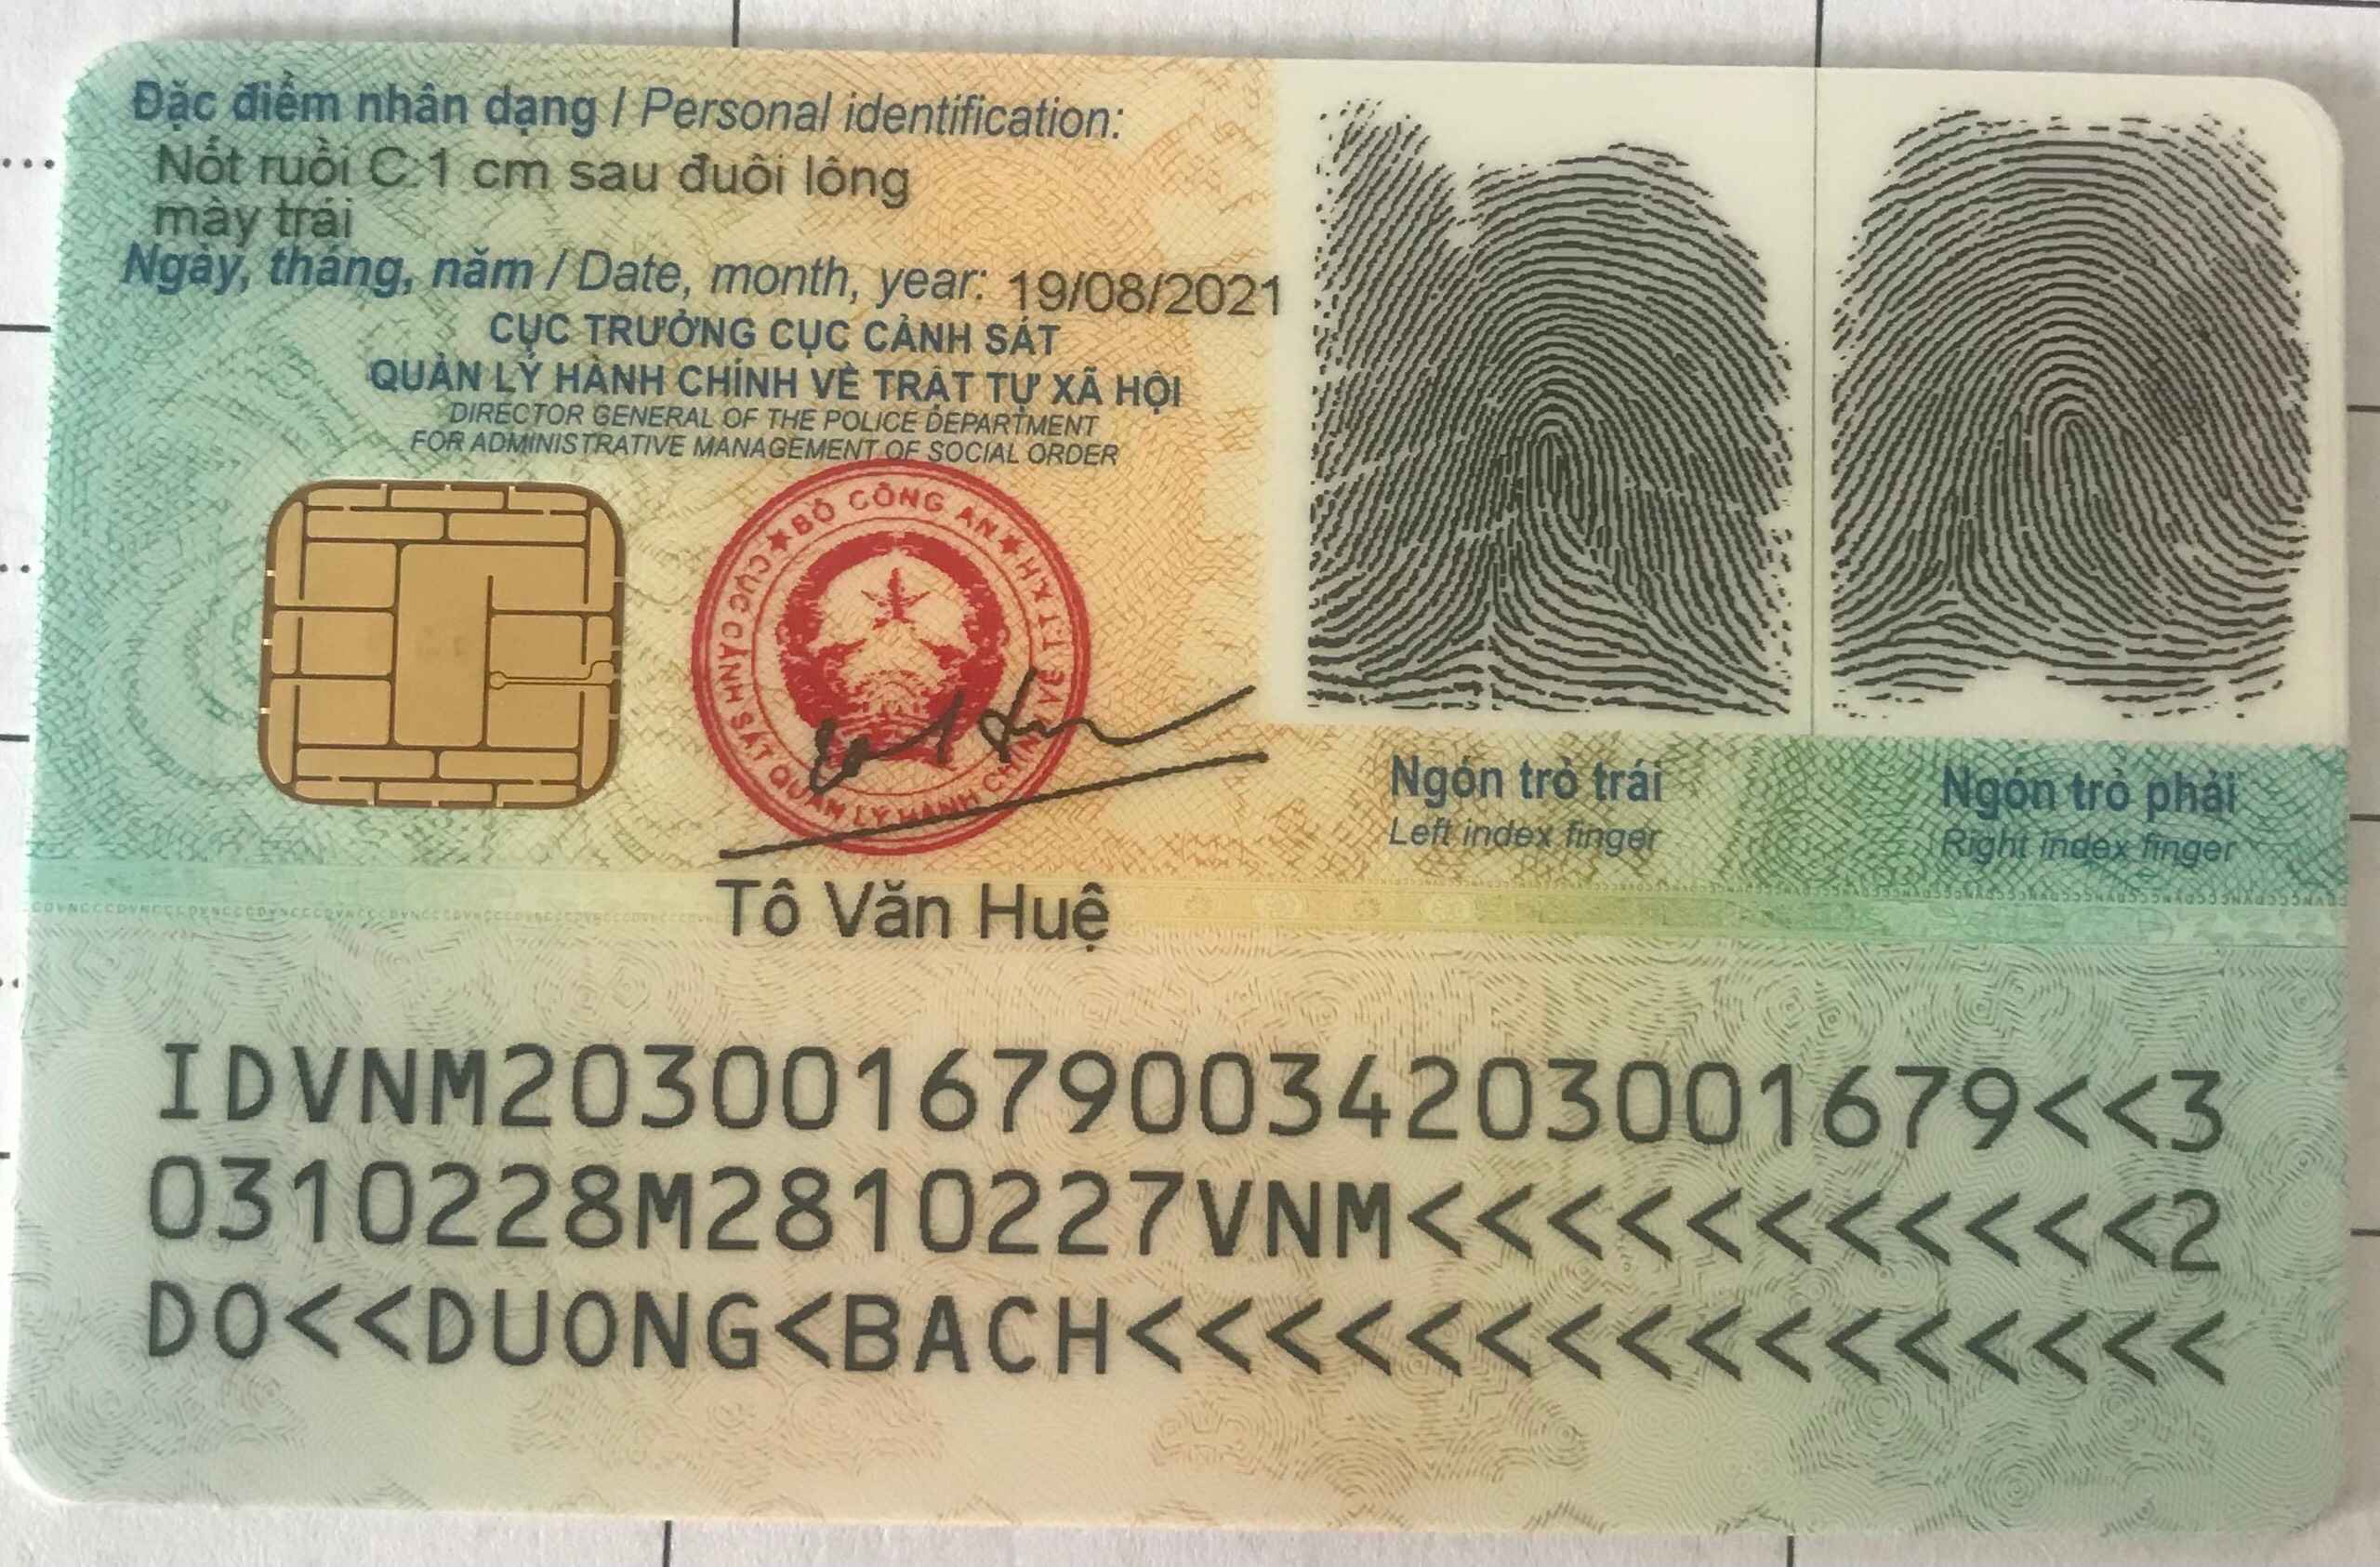 Đặc điểm nhân dạng / Personal identification:
Nốt ruồi C:1 cm sau đuôi lông
mày trái
Ngày, tháng, năm / Date, month, year: 19/08/2021
CỤC TRƯỞNG CỤC CẢNH SÁT
QUẢN LÝ HÀNH CHÍNH VỀ TRẬT TỰ XÃ HỘI
DIRECTOR GENERAL OF THE POLICE DEPARTMENT
FOR ADMINISTRATIVE MANAGEMENT OF SOCIAL ORDER
BỘ CÔNG AN
CỤC CẢNH SÁT QUẢN LÝ HÀNH CHÍNH VỀ TTXH
Tô Văn Huệ
Ngón trỏ trái
Left index finger
Ngón trỏ phải
Right index finger
IDVNM2030016790034203001679<<3
0310228M2810227VNM<<<<<<<<<<<2
DO<<DUONG<BACH<<<<<<<<<<<<<<<<